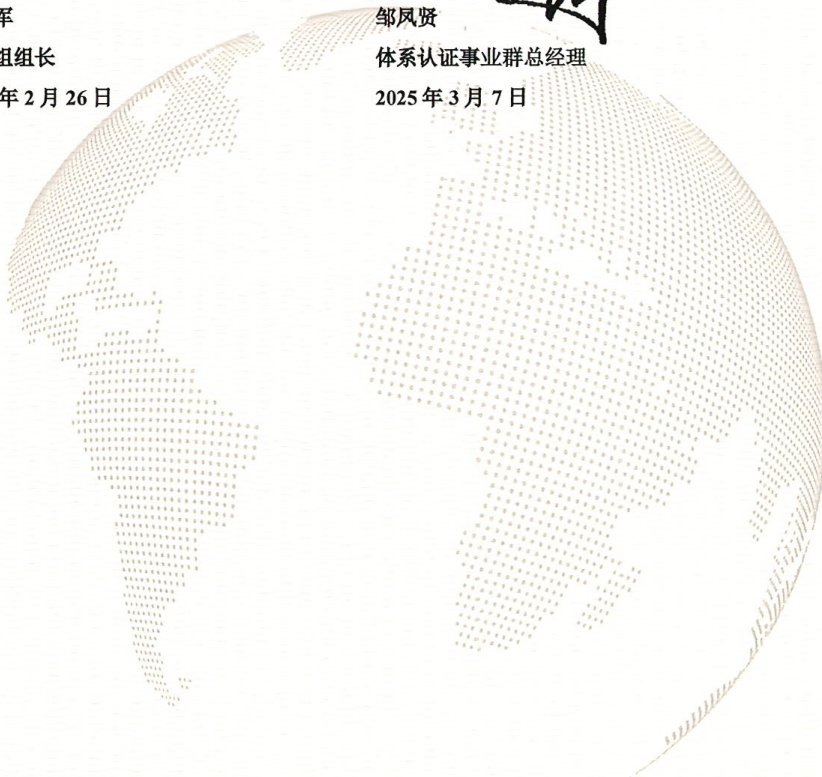 军
邹凤贤
组组长
体系认证事业群总经理
年 2 月 26 日
2025 年 3 月 7 日